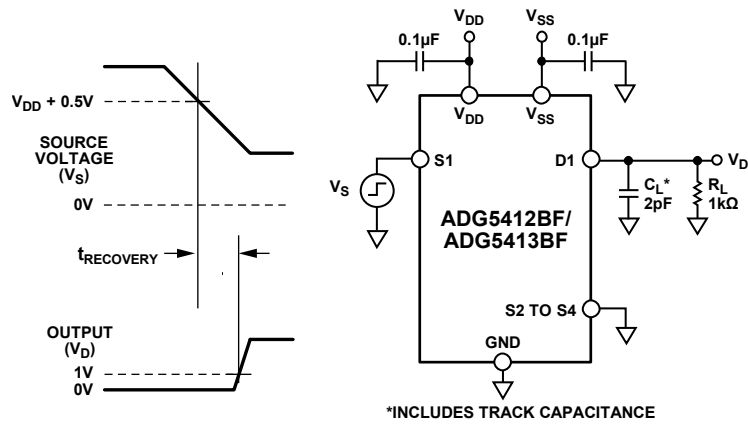 V_DD + 0.5V
SOURCE
VOLTAGE
(V_S)
0V
t_RECOVERY
OUTPUT
(V_D)
1V
0V
V_DD
V_SS
0.1µF
0.1µF
V_DD
V_SS
V_S
S1
D1
V_D
C_L*
2pF
R_L
1kΩ
ADG5412BF/
ADG5413BF
S2 TO S4
GND
*INCLUDES TRACK CAPACITANCE